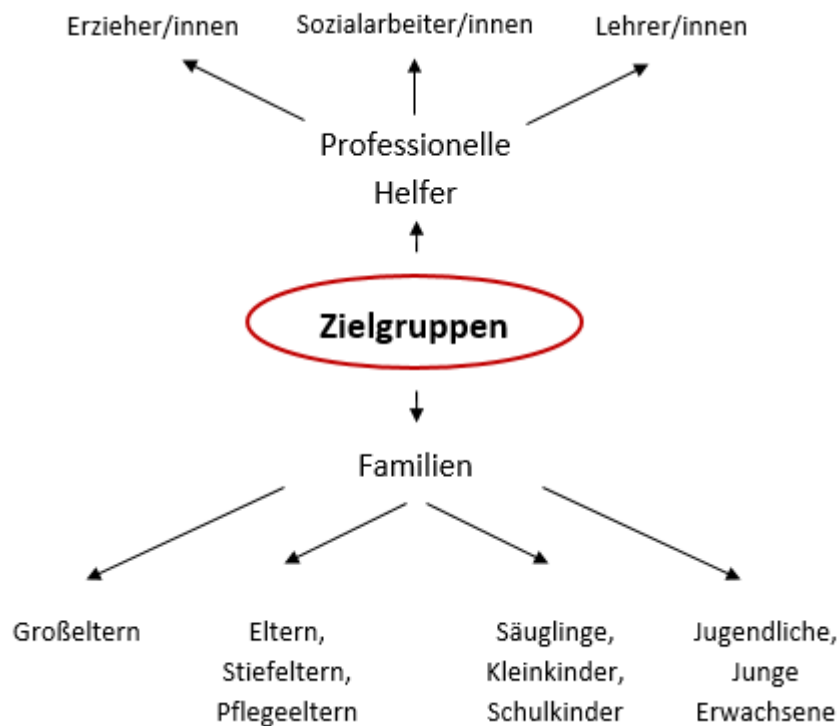 Erzieher/innen
Sozialarbeiter/innen
Lehrer/innen
Professionelle
Helfer
Zielgruppen
Familien
Großeltern
Eltern,
Stiefeltern,
Pflegeeltern
Säuglinge,
Kleinkinder,
Schulkinder
Jugendliche,
Junge
Erwachsene